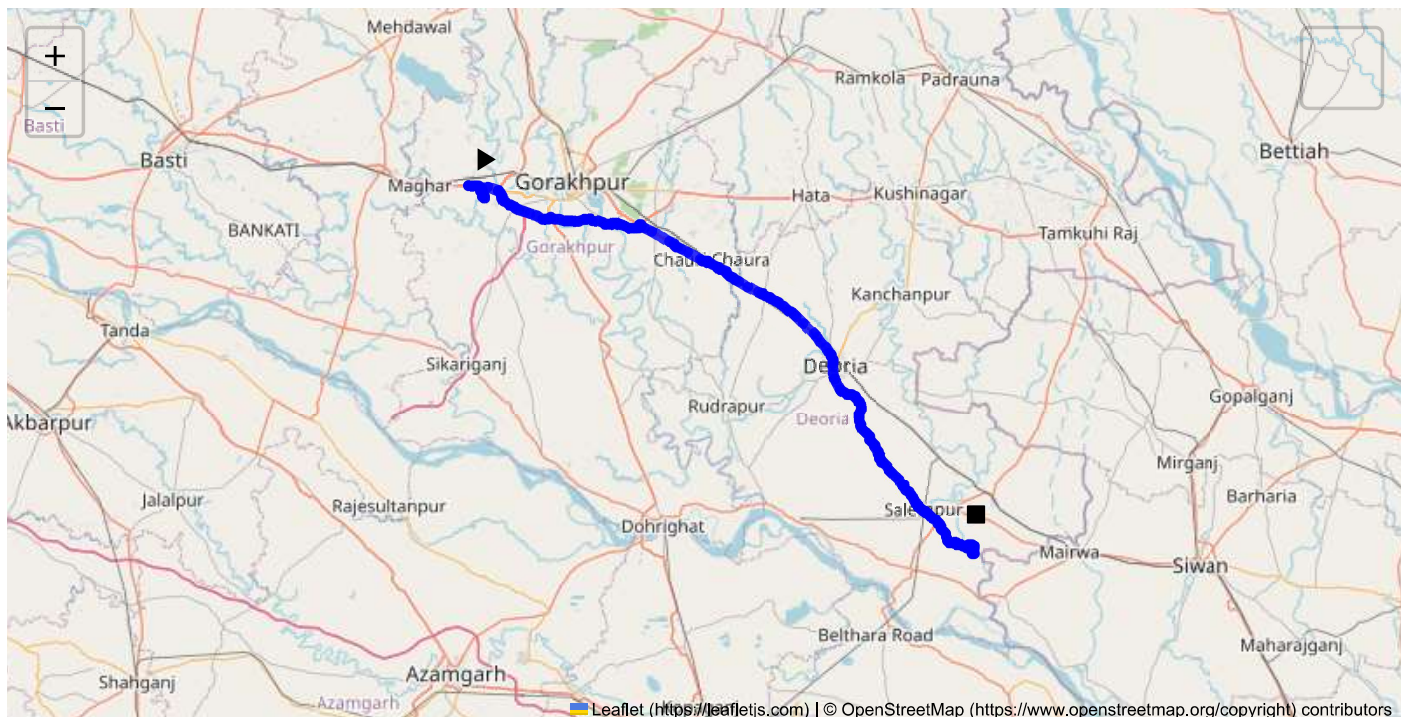 Mehdawal
+
Ramkola
Padrauna
−
Basti
Bettiah
Basti
Maghar
Gorakhpur
Hata
Kushinagar
BANKATI
Tamkuhi Raj
Gorakhpur
Chauri Chaura
Kanchanpur
Tanda
Sikariganj
Deoria
Gopalganj
Rudrapur
Deoria
Akbarpur
Mirganj
Barharia
Jalalpur
Rajesultanpur
Salempur
Dohrighat
Mairwa
Siwan
Belthara Road
Maharajganj
Azamgarh
Shahganj
Azamgarh
Leaflet (https://leafletjs.com) | © OpenStreetMap (https://www.openstreetmap.org/copyright) contributors